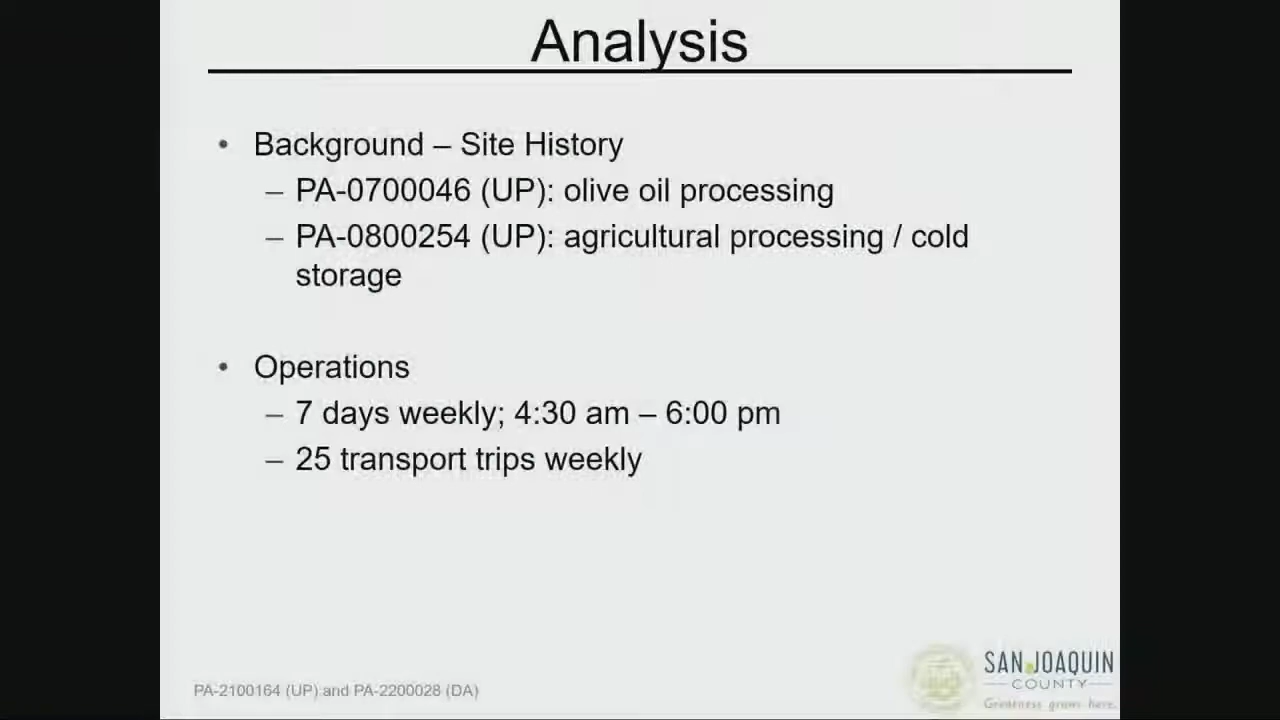 Analysis
• Background – Site History
– PA-0700046 (UP): olive oil processing
– PA-0800254 (UP): agricultural processing / cold
storage
• Operations
– 7 days weekly; 4:30 am – 6:00 pm
– 25 transport trips weekly
PA-2100164 (UP) and PA-2200028 (DA)
SAN JOAQUIN
COUNTY
Greatness grows here.